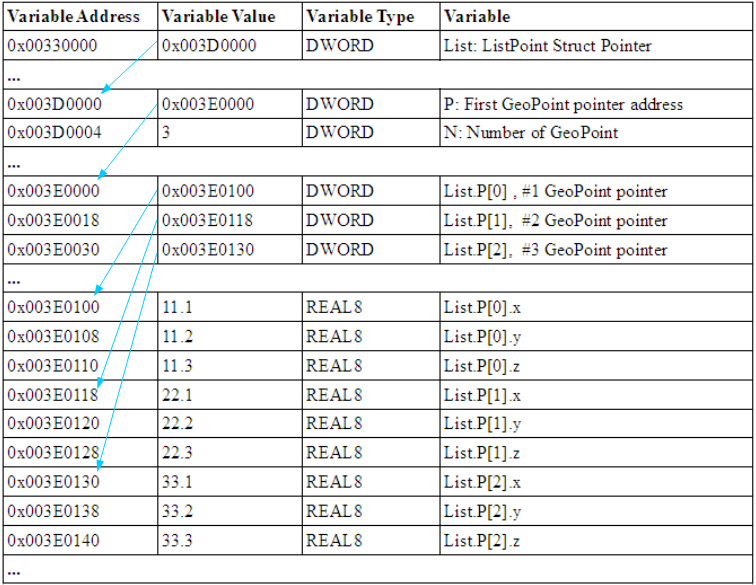 Variable Address Variable Value Variable Type Variable
0x00330000 0x003D0000 DWORD List: ListPoint Struct Pointer
...
0x003D0000 0x003E0000 DWORD P: First GeoPoint pointer address
0x003D0004 3 DWORD N: Number of GeoPoint
...
0x003E0000 0x003E0100 DWORD List.P[0] , #1 GeoPoint pointer
0x003E0018 0x003E0118 DWORD List.P[1], #2 GeoPoint pointer
0x003E0030 0x003E0130 DWORD List.P[2], #3 GeoPoint pointer
...
0x003E0100 11.1 REAL8 List.P[0].x
0x003E0108 11.2 REAL8 List.P[0].y
0x003E0110 11.3 REAL8 List.P[0].z
0x003E0118 22.1 REAL8 List.P[1].x
0x003E0120 22.2 REAL8 List.P[1].y
0x003E0128 22.3 REAL8 List.P[1].z
0x003E0130 33.1 REAL8 List.P[2].x
0x003E0138 33.2 REAL8 List.P[2].y
0x003E0140 33.3 REAL8 List.P[2].z
...